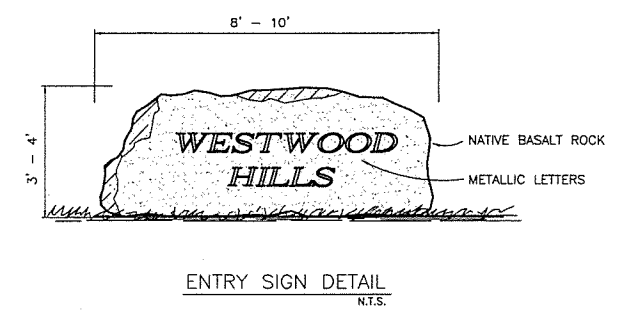 8' - 10'
3' - 4'
WESTWOOD
HILLS
NATIVE BASALT ROCK
METALLIC LETTERS
ENTRY SIGN DETAIL
N.T.S.